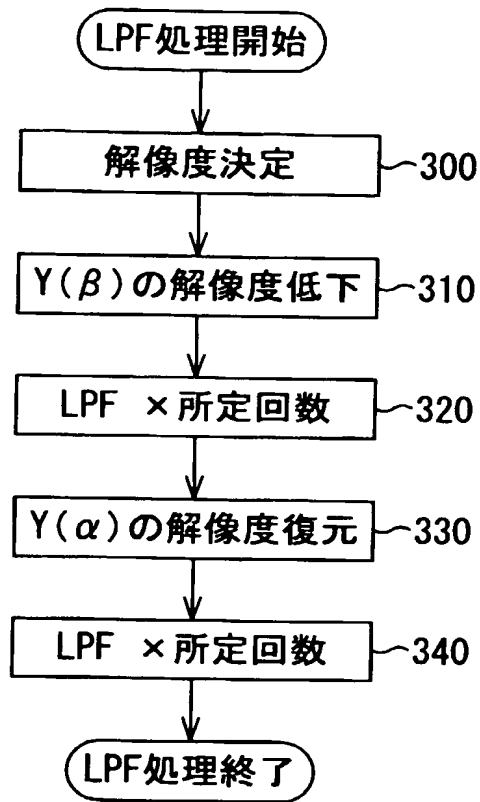 LPF処理開始
解像度決定 300
Y(β)の解像度低下 310
LPF ×所定回数 320
Y(α)の解像度復元 330
LPF ×所定回数 340
LPF処理終了